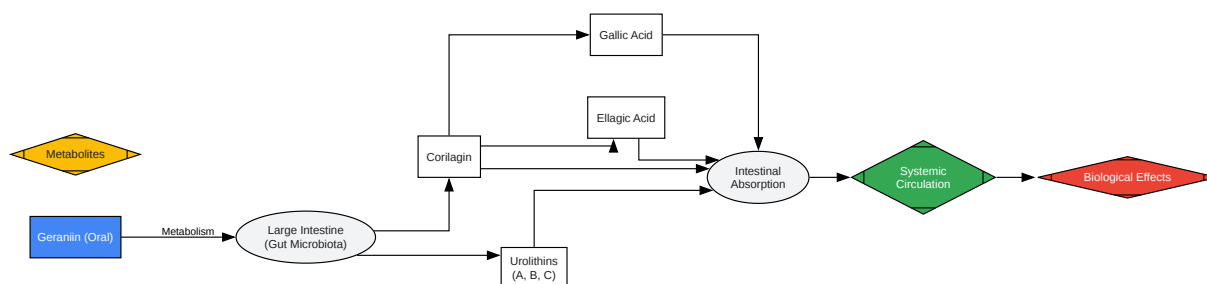 Gallic Acid
Ellagic Acid
Metabolites
Corilagin
Intestinal
Absorption
Systemic
Circulation
Biological Effects
Geraniin (Oral)
Metabolism
Large Intestine
(Gut Microbiota)
Urolithins
(A, B, C)